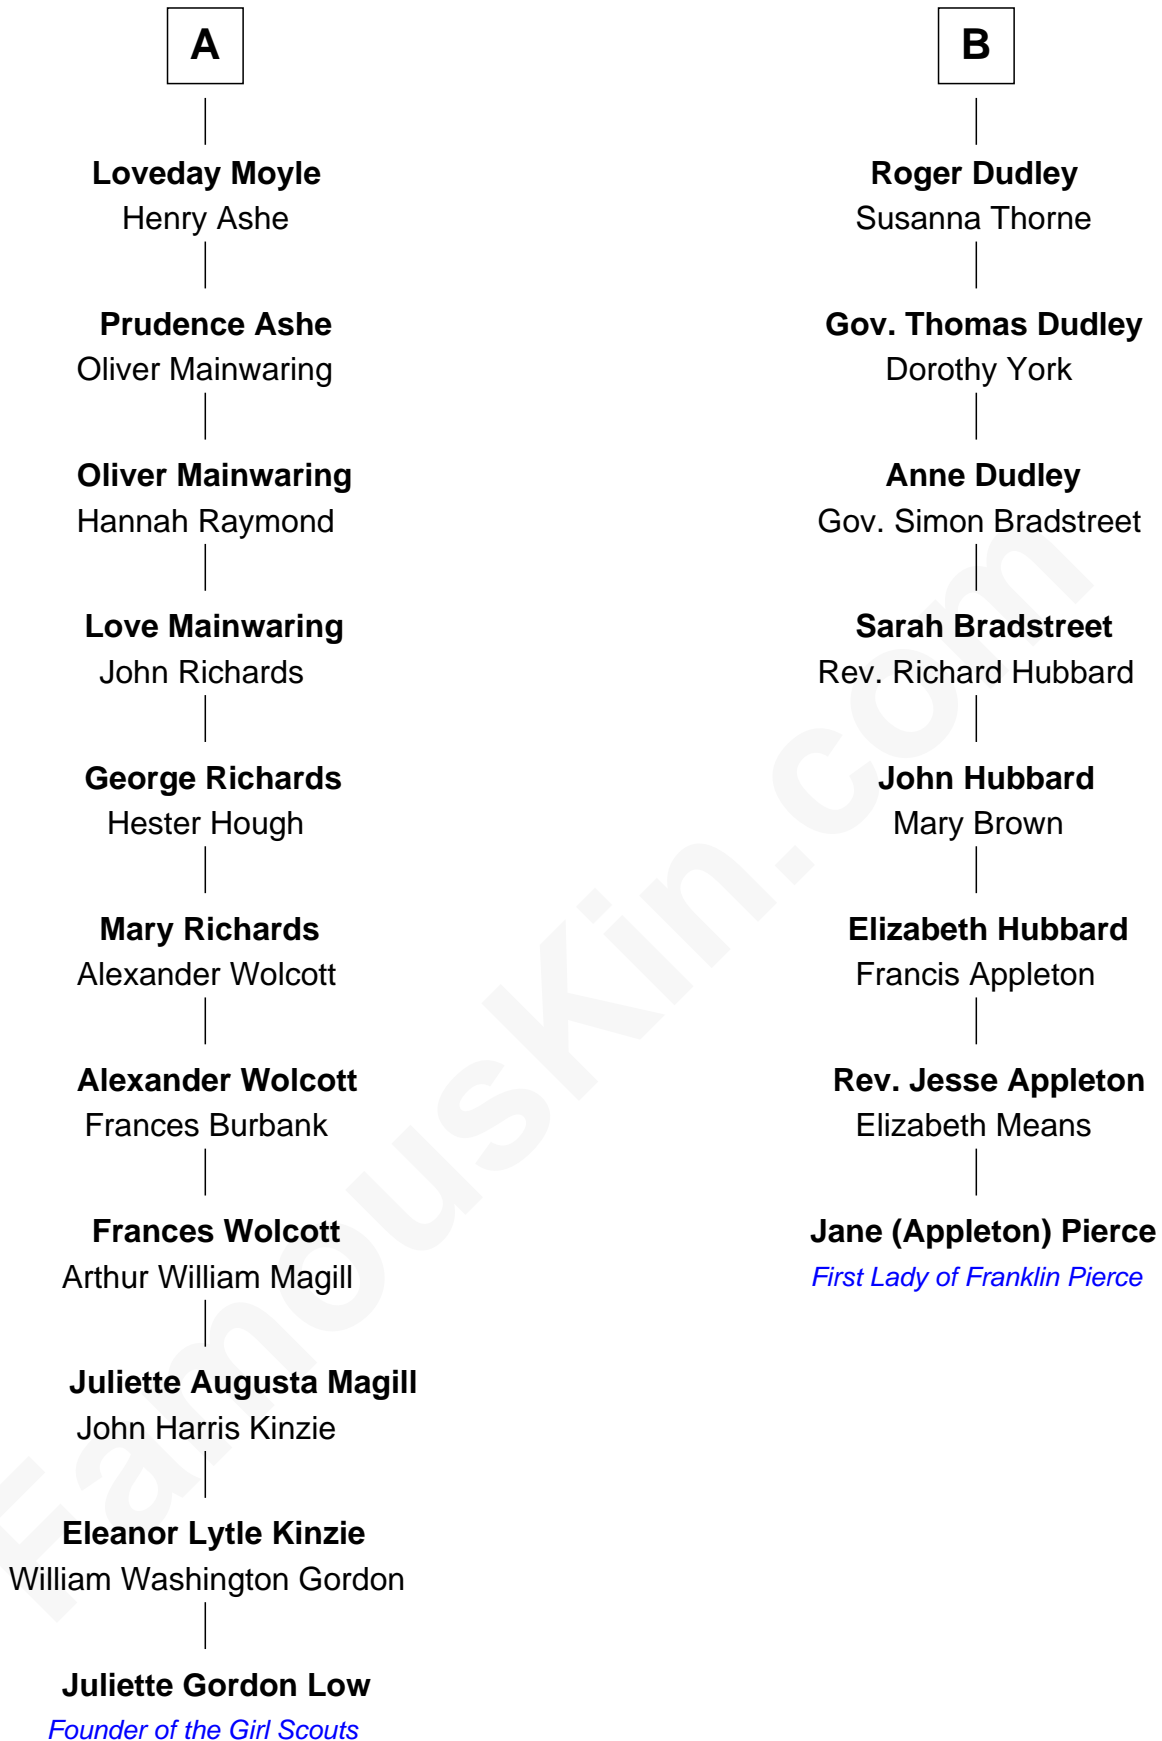 A
Loveday Moyle
Henry Ashe
Prudence Ashe
Oliver Mainwaring
Oliver Mainwaring
Hannah Raymond
Love Mainwaring
John Richards
George Richards
Hester Hough
Mary Richards
Alexander Wolcott
Alexander Wolcott
Frances Burbank
Frances Wolcott
Arthur William Magill
Juliette Augusta Magill
John Harris Kinzie
Eleanor Lytle Kinzie
William Washington Gordon
Juliette Gordon Low
Founder of the Girl Scouts
B
Roger Dudley
Susanna Thorne
Gov. Thomas Dudley
Dorothy York
Anne Dudley
Gov. Simon Bradstreet
Sarah Bradstreet
Rev. Richard Hubbard
John Hubbard
Mary Brown
Elizabeth Hubbard
Francis Appleton
Rev. Jesse Appleton
Elizabeth Means
Jane (Appleton) Pierce
First Lady of Franklin Pierce
FamousKin.com